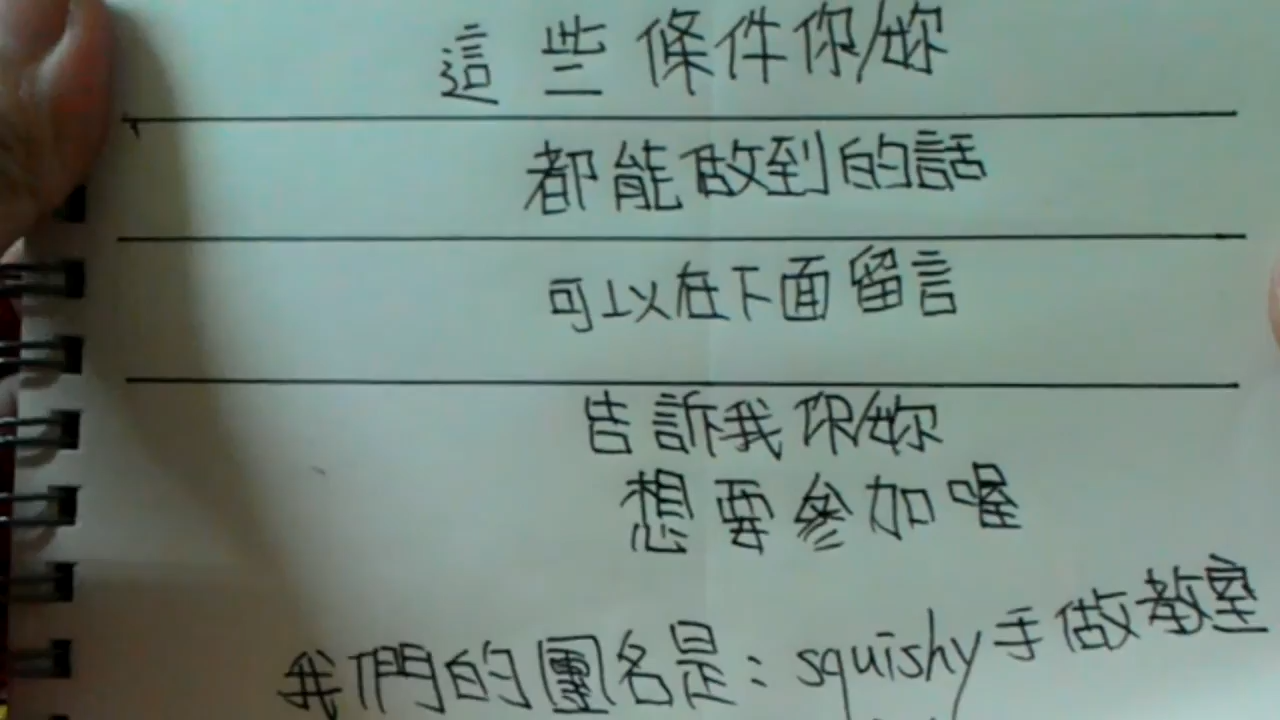 這些條件你/妳
都能做到的話
可以在下面留言
告訴我你/妳
想要參加喔
我們的團名是：squishy手做教室